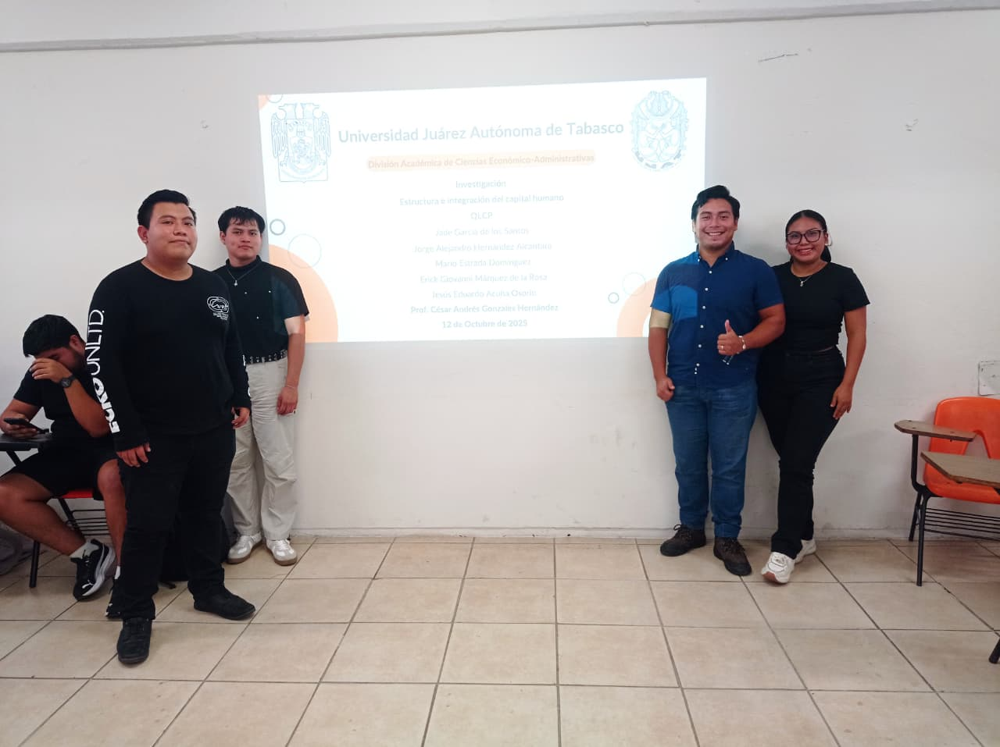 Universidad Juárez Autónoma de Tabasco
División Académica de Ciencias Económico-Administrativas
Investigación
Estructura e integración del capital humano
QLCP
Jade García de los Santos
Jorge Alejandro Hernández Alcántara
Mario Estrada Domínguez
Erick Giovanni Márquez de la Rosa
Jesús Eduardo Acuña Osorio
Prof. César Andrés Gonzalez Hernández
12 de Octubre de 2025
ECKO UNLTD.